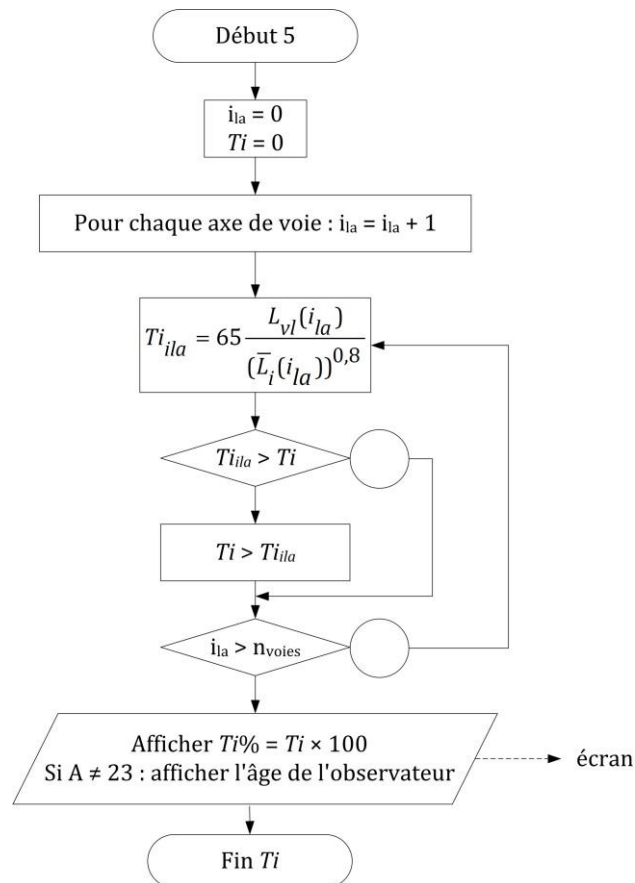 Début 5
i_la = 0
Ti = 0
Pour chaque axe de voie : i_la = i_la + 1
Ti_ila = 65 L_vl(i_la) / (L̅_i(i_la))^0,8
Ti_ila > Ti
Ti > Ti_ila
i_la > n_voies
Afficher Ti% = Ti × 100
Si A ≠ 23 : afficher l'âge de l'observateur
écran
Fin Ti